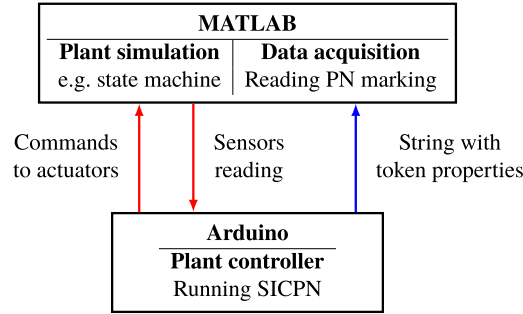 MATLAB
Plant simulation
e.g. state machine
Data acquisition
Reading PN marking
Commands
to actuators
Sensors
reading
String with
token properties
Arduino
Plant controller
Running SICPN